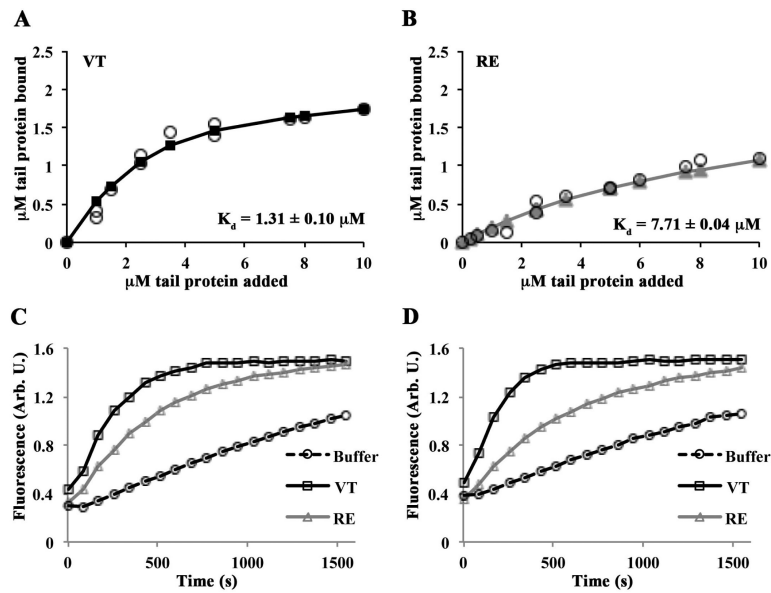 A
VT
μM tail protein bound
2.5
2
1.5
1
0.5
0
K_d = 1.31 ± 0.10 μM
0 2 4 6 8 10
μM tail protein added
B
RE
μM tail protein bound
2.5
2
1.5
1
0.5
0
K_d = 7.71 ± 0.04 μM
0 2 4 6 8 10
μM tail protein added
C
Fluorescence (Arb. U.)
1.6
1.2
0.8
0.4
0
Buffer
VT
RE
0 500 1000 1500
Time (s)
D
Fluorescence (Arb. U.)
1.6
1.2
0.8
0.4
0
Buffer
VT
RE
0 500 1000 1500
Time (s)